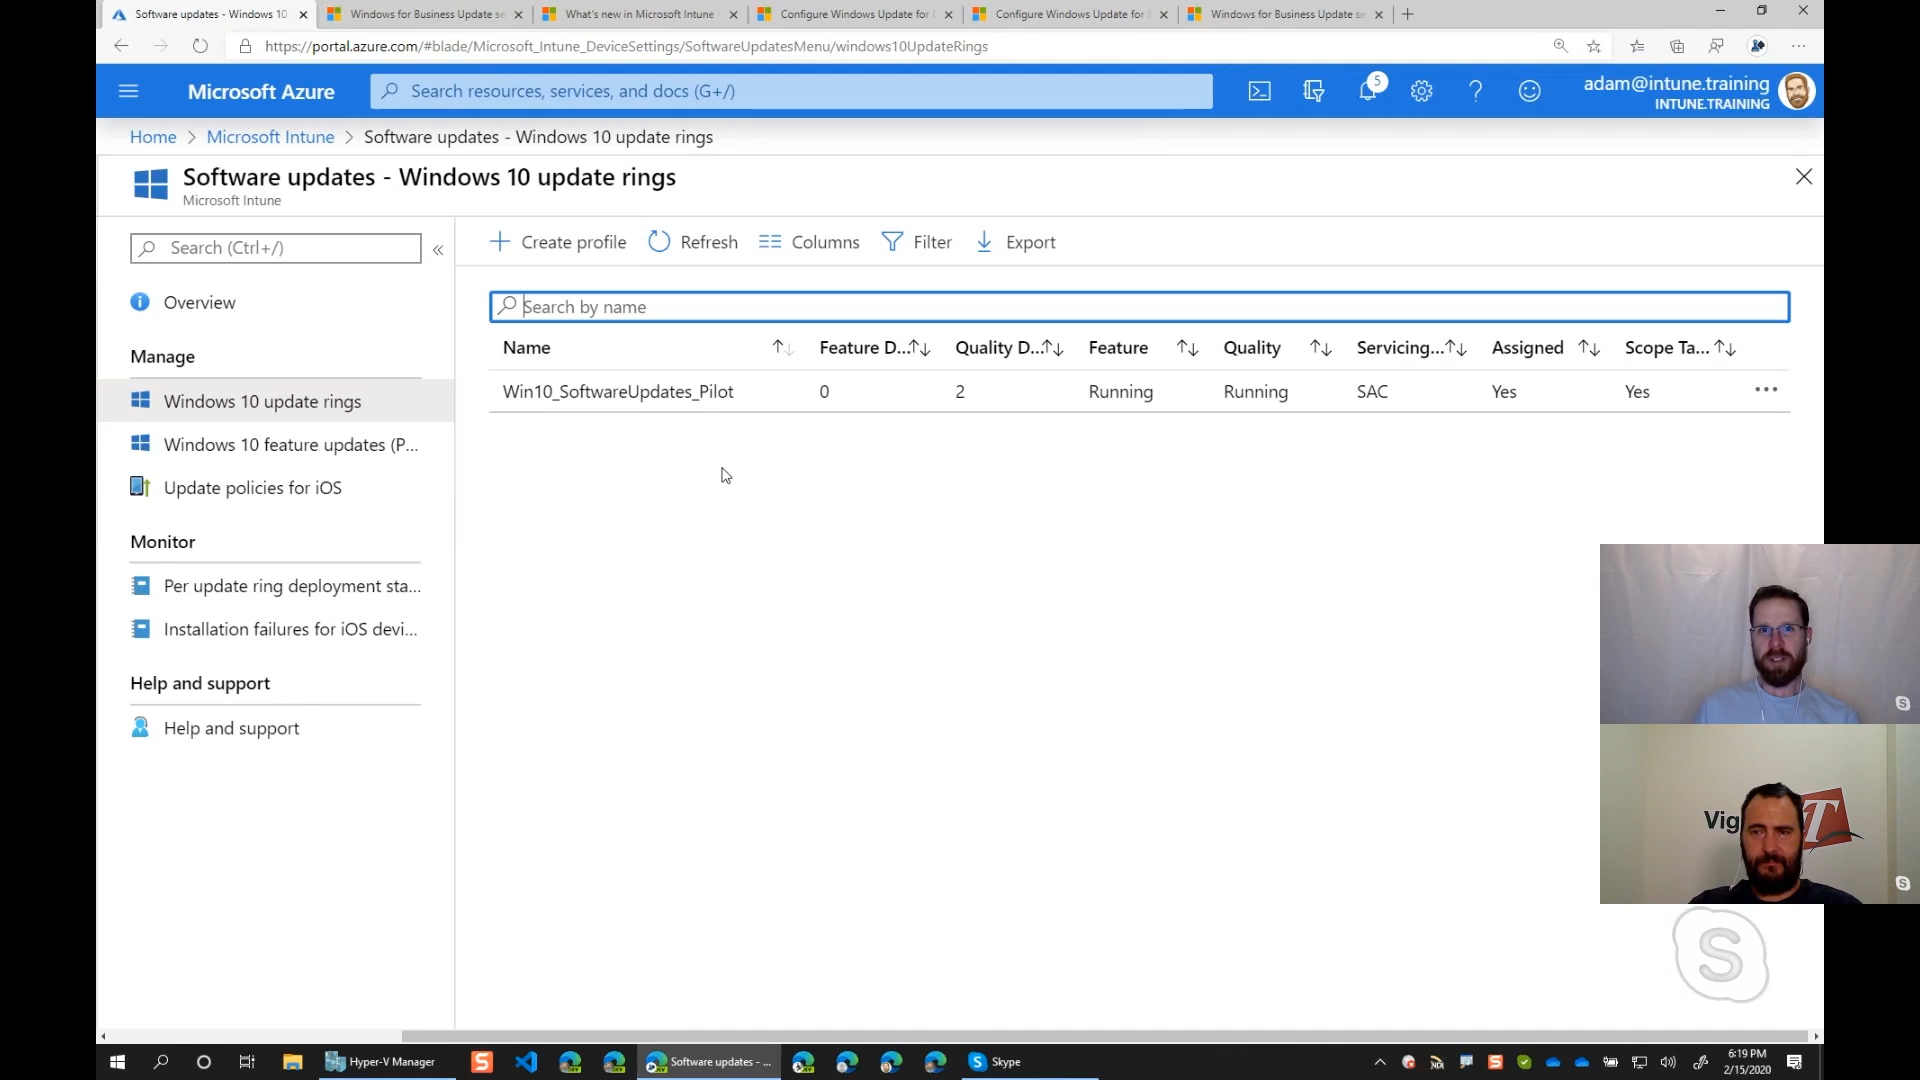 Software updates - Windows 10
Windows for Business Update se
What's new in Microsoft Intune
Configure Windows Update for B
Configure Windows Update for B
Windows for Business Update se
https://portal.azure.com/#blade/Microsoft_Intune_DeviceSettings/SoftwareUpdatesMenu/windows10UpdateRings
Microsoft Azure
Search resources, services, and docs (G+/)
5
adam@intune.training
INTUNE.TRAINING
Home > Microsoft Intune > Software updates - Windows 10 update rings
Software updates - Windows 10 update rings
Microsoft Intune
Search (Ctrl+/)
«
Overview
Manage
Windows 10 update rings
Windows 10 feature updates (P...
Update policies for iOS
Monitor
Per update ring deployment sta...
Installation failures for iOS devi...
Help and support
Help and support
Create profile
Refresh
Columns
Filter
Export
Search by name
Name Feature D... Quality D... Feature Quality Servicing... Assigned Scope Ta...
Win10_SoftwareUpdates_Pilot 0 2 Running Running SAC Yes Yes ...
Vig T
S
Hyper-V Manager
Software updates - ...
Skype
6:19 PM
2/15/2020